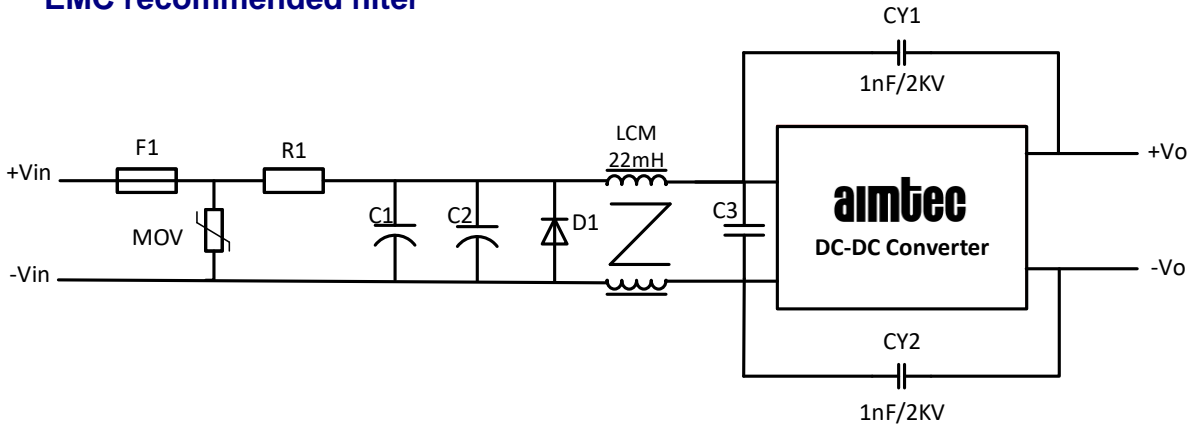 EMC recommended filter
CY1
1nF/2KV
LCM
22mH
F1
R1
+Vin
+Vo
C1
C2
D1
C3
aimtec
MOV
DC-DC Converter
-Vin
-Vo
CY2
1nF/2KV